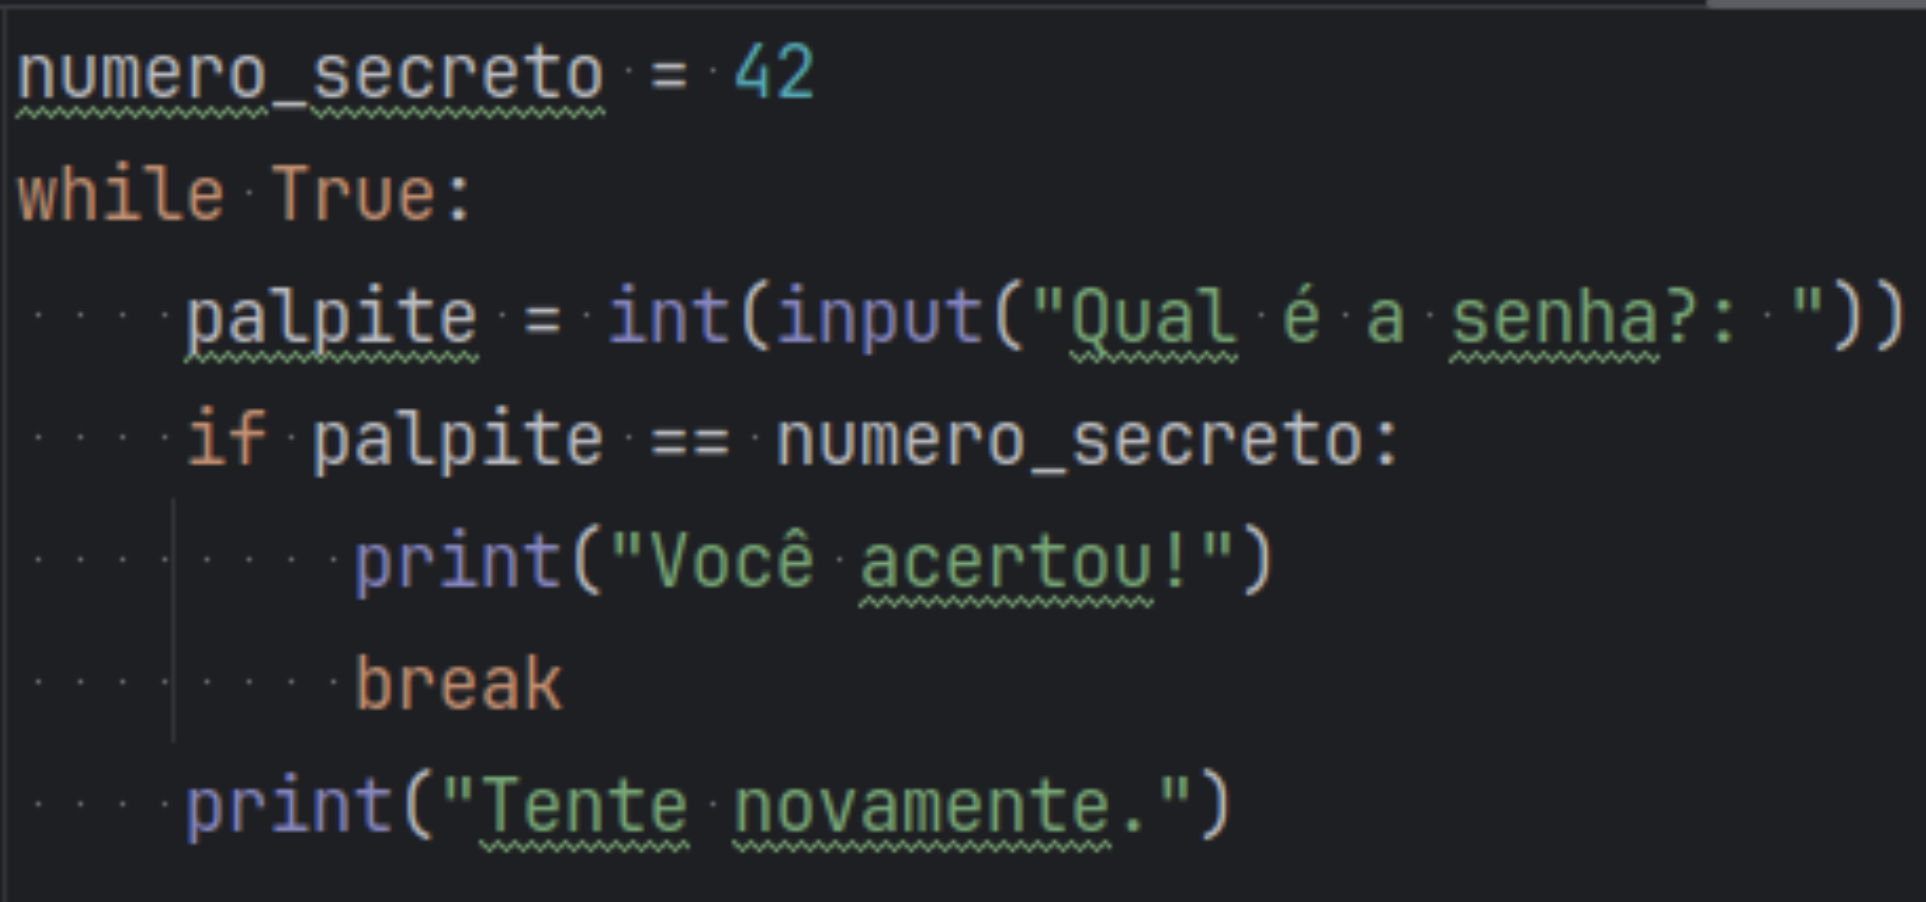 numero_secreto = 42
while True:
    palpite = int(input("Qual é a senha?: "))
    if palpite == numero_secreto:
        print("Você acertou!")
        break
    print("Tente novamente.")